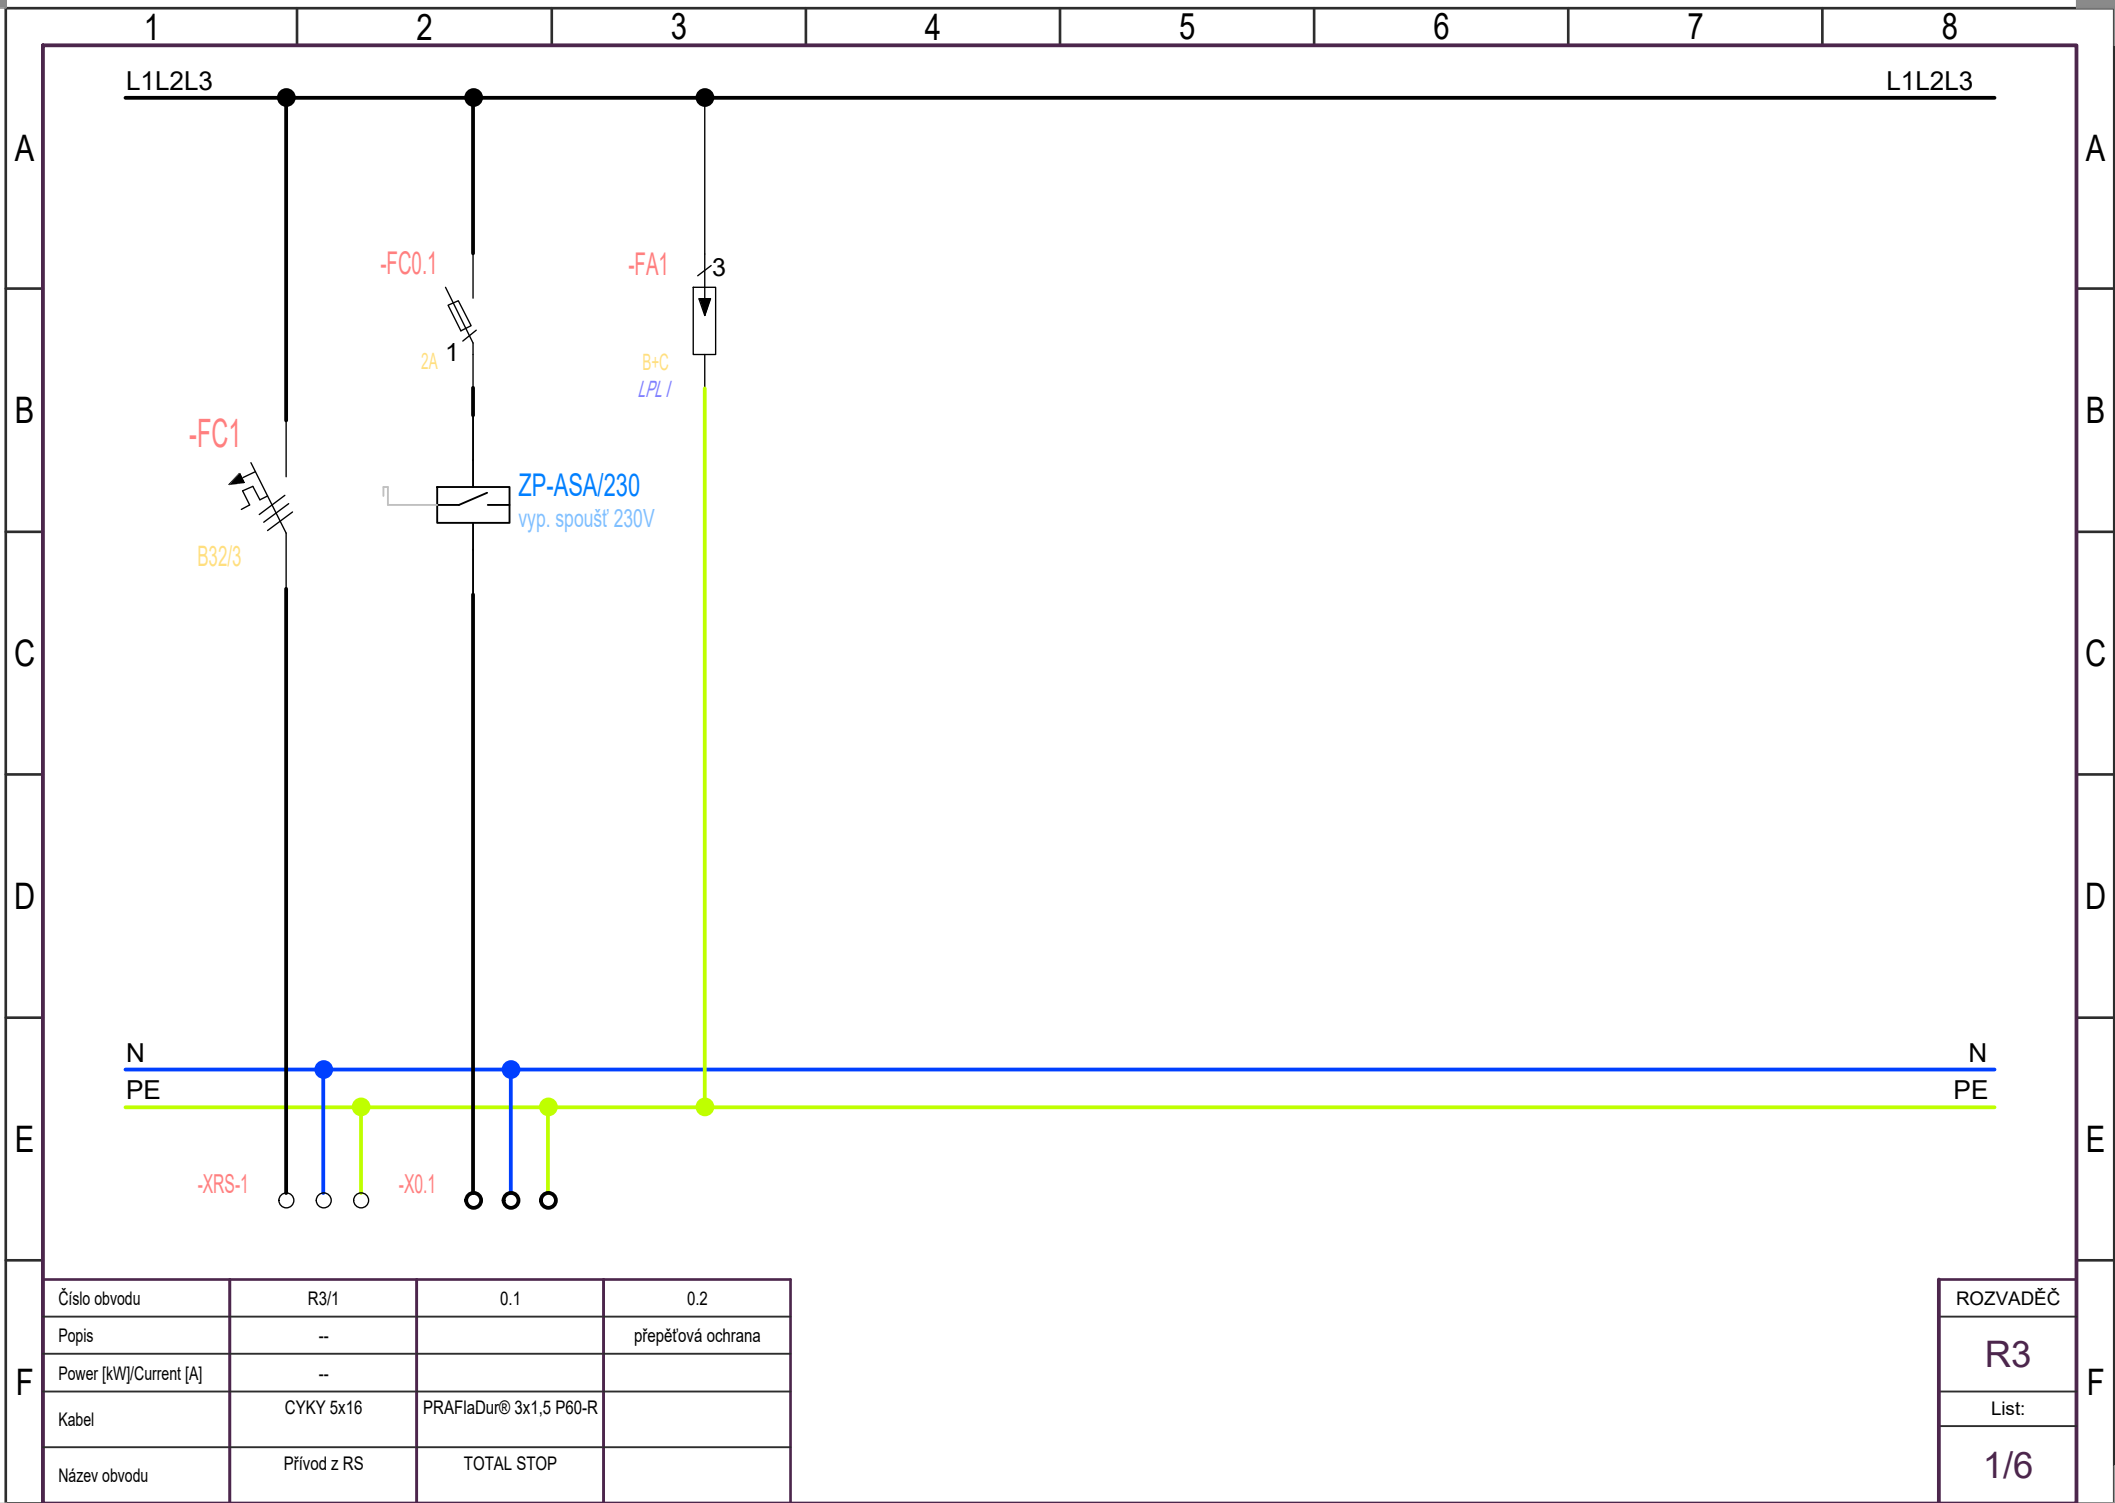 1 2 3 4 5 6 7 8
L1L2L3 L1L2L3
A A
-FC0.1 -FA1 3
1
2A B+C
LPL I
B B
-FC1
ZP-ASA/230
vyp. spoušť 230V
B32/3
C C
D D
N N
PE PE
E E
-XRS-1 -X0.1
Číslo obvodu R3/1 0.1 0.2
Popis -- přepěťová ochrana
Power [kW]/Current [A] --
Kabel CYKY 5x16 PRAFlaDur® 3x1,5 P60-R
Název obvodu Přívod z RS TOTAL STOP
F F
ROZVADĚČ
R3
List:
1/6